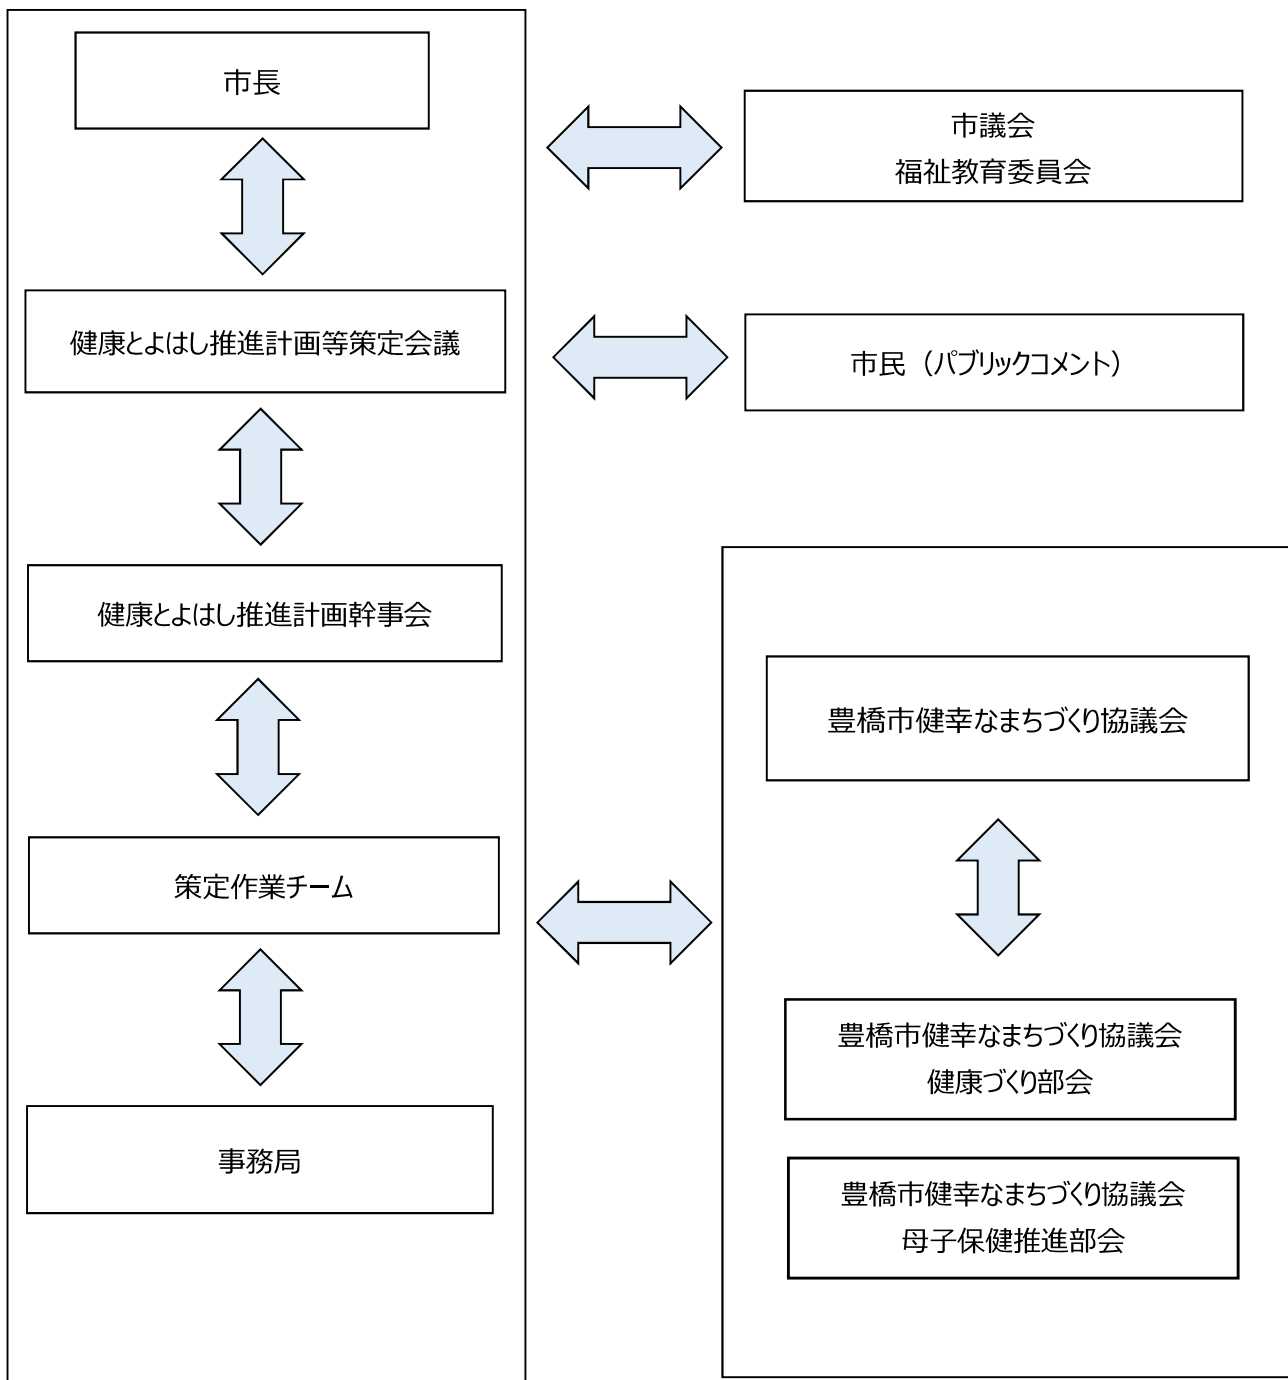 市長
健康とよはし推進計画等策定会議
健康とよはし推進計画幹事会
策定作業チーム
事務局
市議会
福祉教育委員会
市民（パブリックコメント）
豊橋市健幸なまちづくり協議会
豊橋市健幸なまちづくり協議会
健康づくり部会
豊橋市健幸なまちづくり協議会
母子保健推進部会